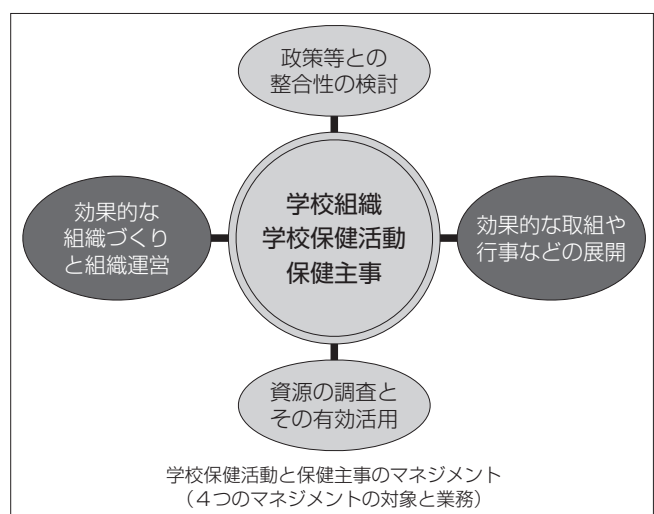 政策等との
整合性の検討
効果的な
組織づくり
と組織運営
学校組織
学校保健活動
保健主事
効果的な取組や
行事などの展開
資源の調査と
その有効活用
学校保健活動と保健主事のマネジメント
(4つのマネジメントの対象と業務)